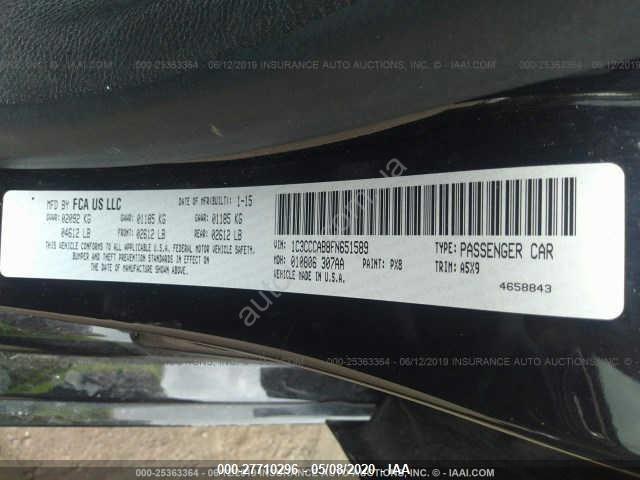 000-25363364 - 06/12/2019 - INSURANCE AUTO AUCTIONS - IAAI.COM
MFD BY FCA US LLC DATE OF MFR(BUILT): 1-15
GVWR: 02092 KG GAWR: 01185 KG GAWR: 01185 KG
04612 LB FRONT: 02612 LB REAR: 02612 LB
THIS VEHICLE CONFORMS TO ALL APPLICABLE U.S. MOTOR VEHICLE SAFETY,
BUMPER AND THEFT PREVENTION STANDARDS IN EFFECT ON
THE DATE OF MANUFACTURE SHOWN ABOVE.
VIN: 1C3CCCAB8FN651589 TYPE: PASSENGER CAR
MDH: 010606 307AA PAINT: PX8 TRIM: A5X9
VEHICLE MADE IN U.S.A.
4658843
000-25363364 - 06/12/2019 - INSURANCE AUTO AUCTIONS - IAAI.COM
000-27710296 - 05/08/2020 - IAA